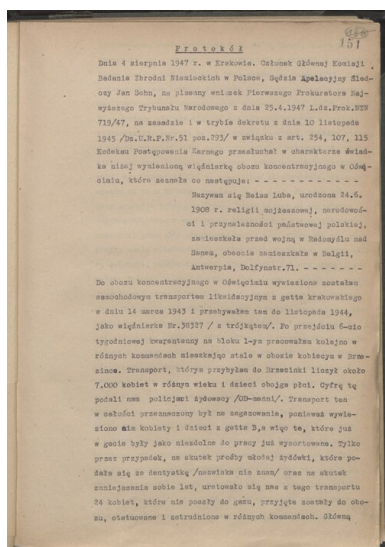 151
Protokół
Dnia 4 sierpnia 1947 r. w Krakowie. Członek Głównej Komisji
Badania Zbrodni Niemieckich w Polsce, Sędzia Apelacyjny Śled-
czy Jan Sehn, na pisemny wniosek Pierwszego Prokuratora Naj-
wyższego Trybunału Narodowego z dnia 25.4.1947 L.dz.Prok.NTN
719/47, na zasadzie i w trybie dekretu z dnia 10 listopada
1945 /Dz.U.R.P.Nr.51 poz.293/ w związku z art. 254, 107, 115
Kodeksu Postępowania Karnego przesłuchał w charakterze świad-
ka niżej wymienioną więźniarkę obozu koncentracyjnego w Oświę-
cimiu, która zeznała co następuje: - - - - - - - - - - - -
Nazywam się Reiss Luba, urodzona 24.6.
1908 r. religii mojżeszowej, narodowoś-
ci i przynależności państwowej polskiej,
zamieszkała przed wojną w Radomyślu nad
Sanem, obecnie zamieszkała w Belgii,
Antwerpia, Dolfynstr.71. - - - - - - -
Do obozu koncentracyjnego w Oświęcimiu wywieziona zostałam
samochodowym transportem likwidacyjnym z getta krakowskiego
w dniu 14 marca 1943 i przebywałam tam do listopada 1944,
jako więźniarka Nr.38327 / z trójkątem/. Po przejściu 6-cio
tygodniowej kwarantanny na bloku 1-ym pracowałam kolejno w
różnych komandach mieszkając stale w obozie kobiecym w Brze-
zince. Transport, którym przybyłam do Brzezinki liczył około
7.000 kobiet w różnym wieku i dzieci obojga płci. Cyfrę tę
podali nam policjanci żydowscy /OD-manni/. Transport ten
w całości przeznaczony był na zagazowanie, ponieważ wywie-
ziono nim kobiety i dzieci z getta B, a więc te, które już
w gecie były jako niezdolne do pracy już wysortowane. Tylko
przez przypadek, na skutek prośby młodej żydówki, która po-
dała się za dentystkę /nazwiska nie znam/ oraz na skutek
zmniejszania sobie lat, uratowało się nas z tego transportu
24 kobiet, które nie poszły do gazu, przyjęte zostały do obo-
zu, otatuowane i zatrudnione w różnych komandach. Główną